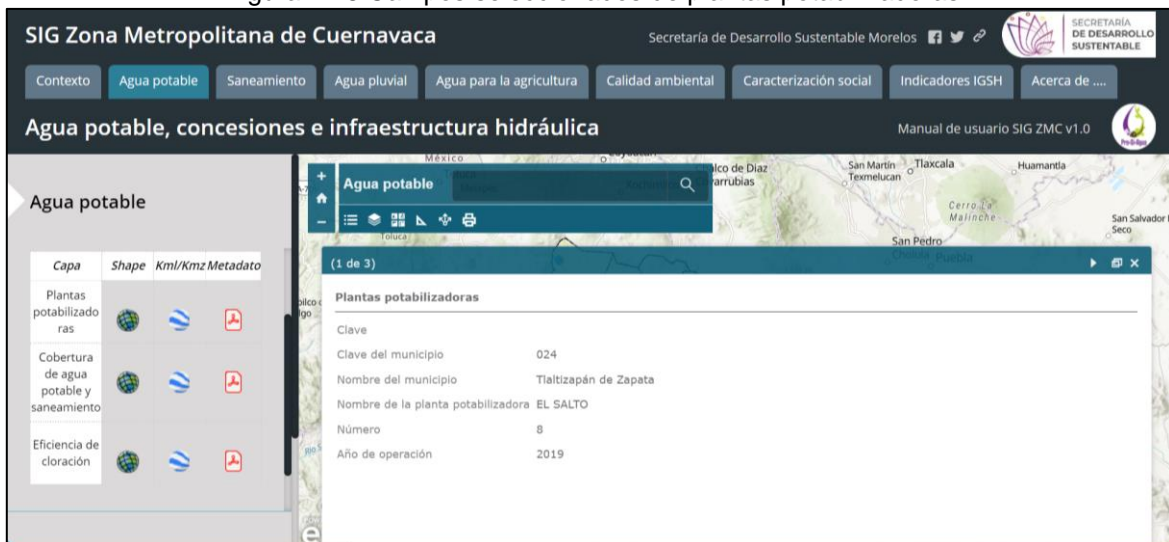 SIG Zona Metropolitana de Cuernavaca
Secretaría de Desarrollo Sustentable Morelos
SECRETARÍA
DE DESARROLLO
SUSTENTABLE
Contexto Agua potable Saneamiento Agua pluvial Agua para la agricultura Calidad ambiental Caracterización social Indicadores IGSH Acerca de ....
Agua potable, concesiones e infraestructura hidráulica
Manual de usuario SIG ZMC v1.0
Agua potable
Capa Shape Kml/Kmz Metadato
Plantas
potabilizado
ras
Cobertura
de agua
potable y
saneamiento
Eficiencia de
cloración
México
Agua potable
Toluca
San Martín
Texmelucan
Tlaxcala
Huamantla
Cerro La
Malinche
San Salvador
Seco
San Pedro
Cholula Puebla
(1 de 3)
Plantas potabilizadoras
Clave
Clave del municipio 024
Nombre del municipio Tlaltizapán de Zapata
Nombre de la planta potabilizadora EL SALTO
Número 8
Año de operación 2019